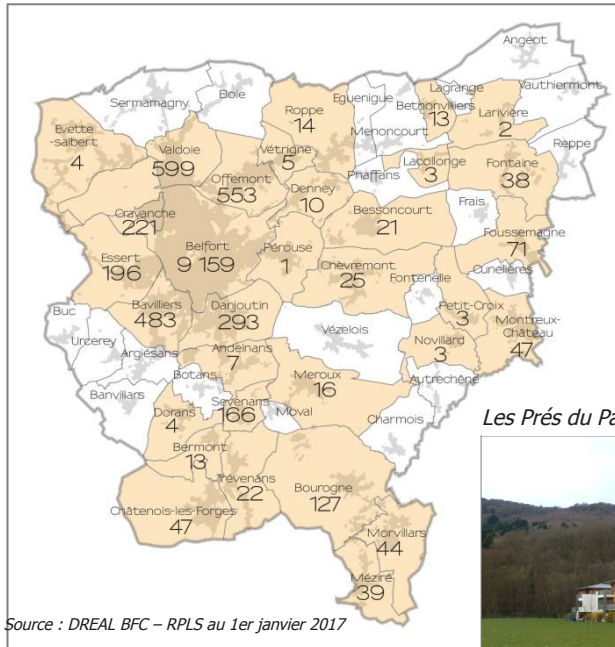 Angeot
Eloie
Sermamagny
Eguenigue
Lagrange
Vauthiermont
Roppe
14
Bethonvilliers
13
Larivière
2
Menoncourt
Evette
-salbert
4
Valdoie
599
Vétrigne
5
Reppe
Offemont
553
Phaffans
Lacollonge
3
Fontaine
38
Denney
10
Cravanche
221
Bessoncourt
21
Frais
Foussemagne
71
Belfort
9 159
Pérouse
1
Essert
196
Chèvremont
25
Fontenelle
Cunelières
Bavilliers
483
Danjoutin
293
Petit-Croix
3
Montreux-
Château
47
Buc
Vézelois
Urcerey
Argiésans
Novillard
3
Andelnans
7
Botans
Meroux
16
Autrechêne
Banvillars
Sevenans
166
Moval
Charmois
Dorans
4
Bermont
13
Trévenans
22
Bourogne
127
Châtenois-les-Forges
47
Morvillars
44
Méziré
39
Les Prés du Pa
Source : DREAL BFC – RPLS au 1er janvier 2017